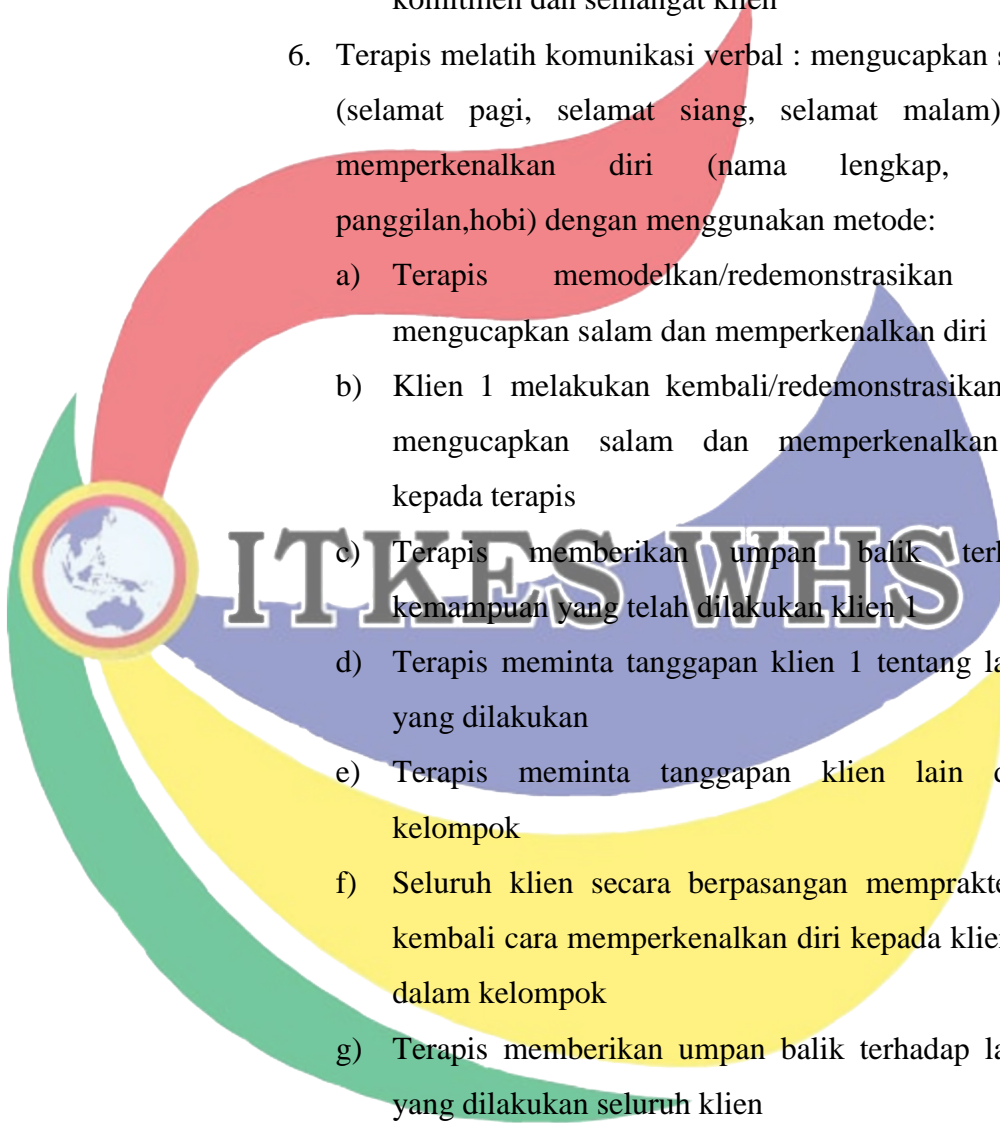 komitmen dan semangat klien
6. Terapis melatih komunikasi verbal : mengucapkan
(selamat pagi, selamat siang, selamat malam)
memperkenalkan diri (nama lengkap,
panggilan,hobi) dengan menggunakan metode:
a) Terapis memodelkan/redemonstrasikan
mengucapkan salam dan memperkenalkan diri
b) Klien 1 melakukan kembali/redemonstrasikan
mengucapkan salam dan memperkenalkan
kepada terapis
ITKES WHS
c) Terapis memberikan umpan balik
kemampuan yang telah dilakukan klien 1
d) Terapis meminta tanggapan klien 1 tentang
yang dilakukan
e) Terapis meminta tanggapan klien lain
kelompok
f) Seluruh klien secara berpasangan
kembali cara memperkenalkan diri kepada klien
dalam kelompok
g) Terapis memberikan umpan balik terhadap
yang dilakukan seluruh klien